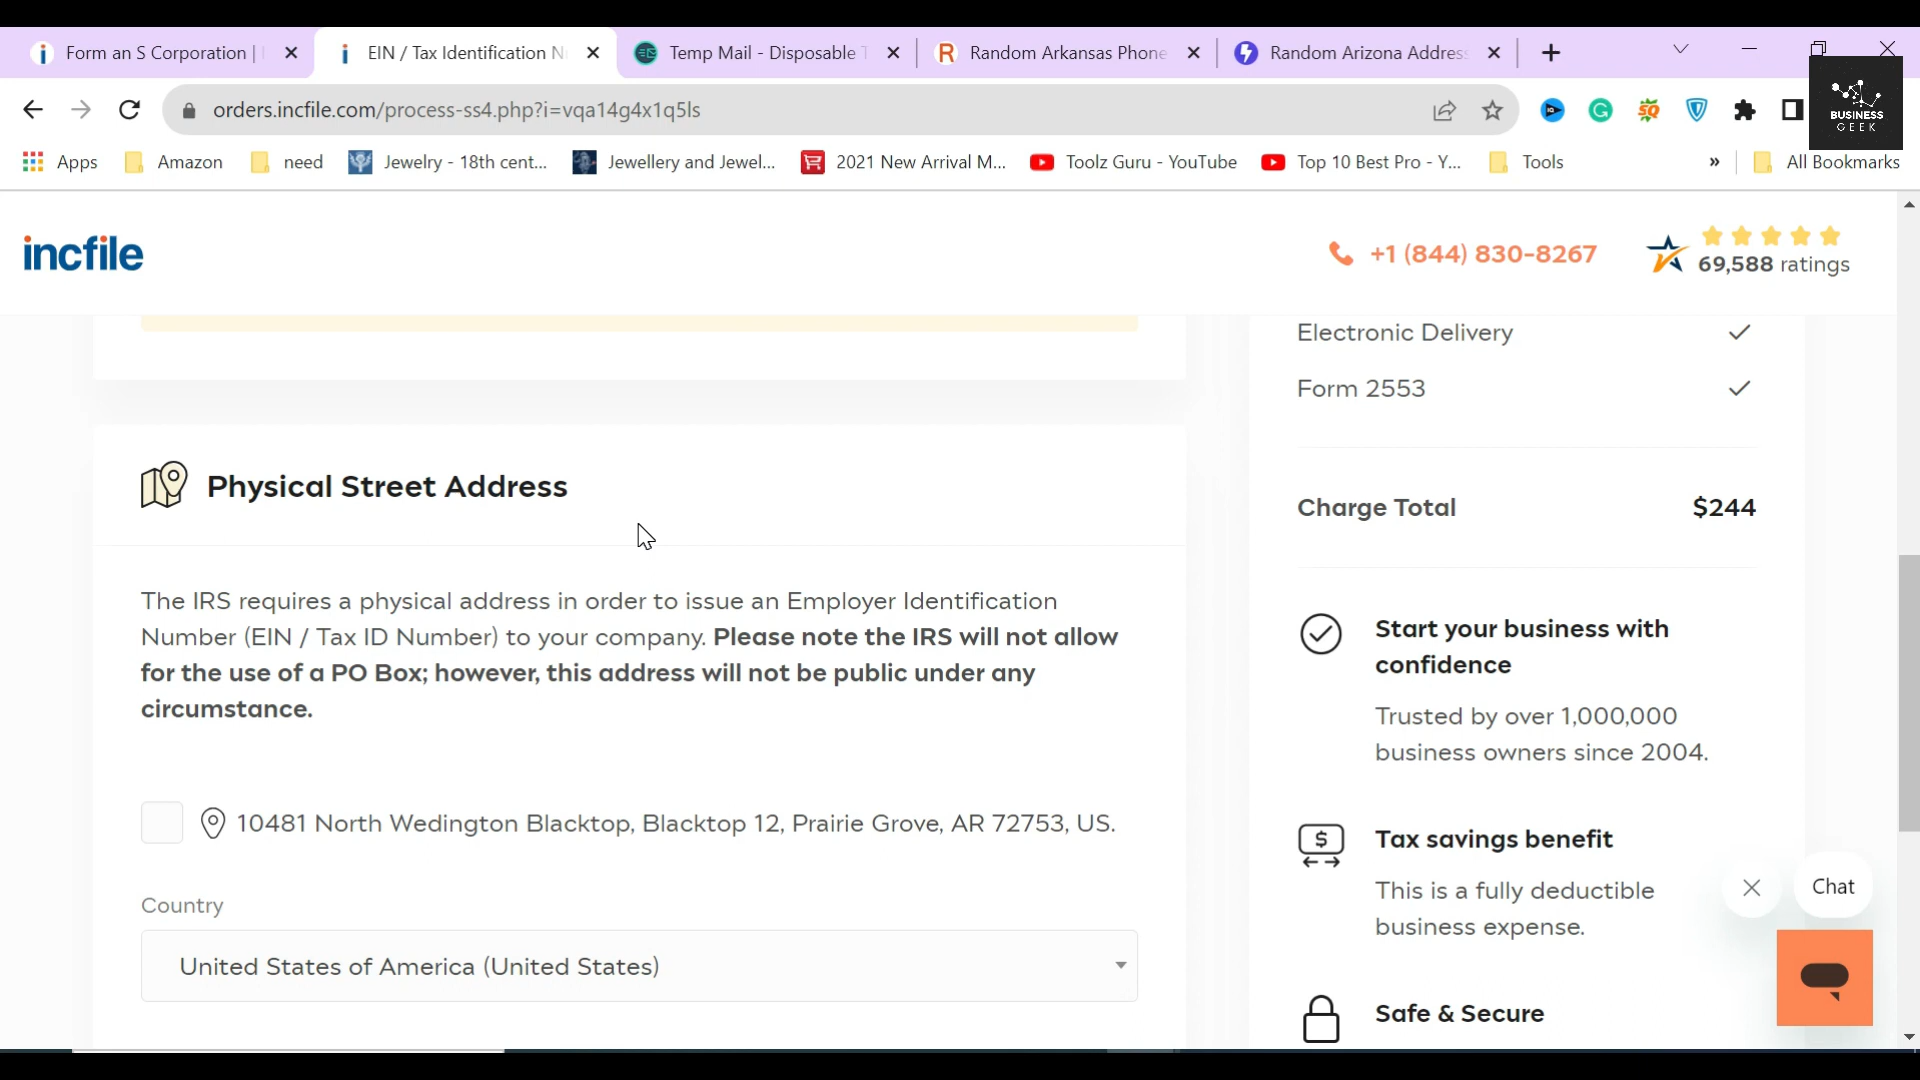 Form an S Corporation |
EIN / Tax Identification N
Temp Mail - Disposable T
Random Arkansas Phone
Random Arizona Address
orders.incfile.com/process-ss4.php?i=vqa14g4x1q5ls
BUSINESS
GEEK
Apps
Amazon
need
Jewelry - 18th cent...
Jewellery and Jewel...
2021 New Arrival M...
Toolz Guru - YouTube
Top 10 Best Pro - Y...
Tools
»
All Bookmarks
incfile
+1 (844) 830-8267
69,588 ratings
Electronic Delivery
Form 2553
Physical Street Address
Charge Total $244
The IRS requires a physical address in order to issue an Employer Identification
Number (EIN / Tax ID Number) to your company. Please note the IRS will not allow
for the use of a PO Box; however, this address will not be public under any
circumstance.
10481 North Wedington Blacktop, Blacktop 12, Prairie Grove, AR 72753, US.
Country
United States of America (United States)
Start your business with
confidence
Trusted by over 1,000,000
business owners since 2004.
Tax savings benefit
This is a fully deductible
business expense.
Safe & Secure
Chat